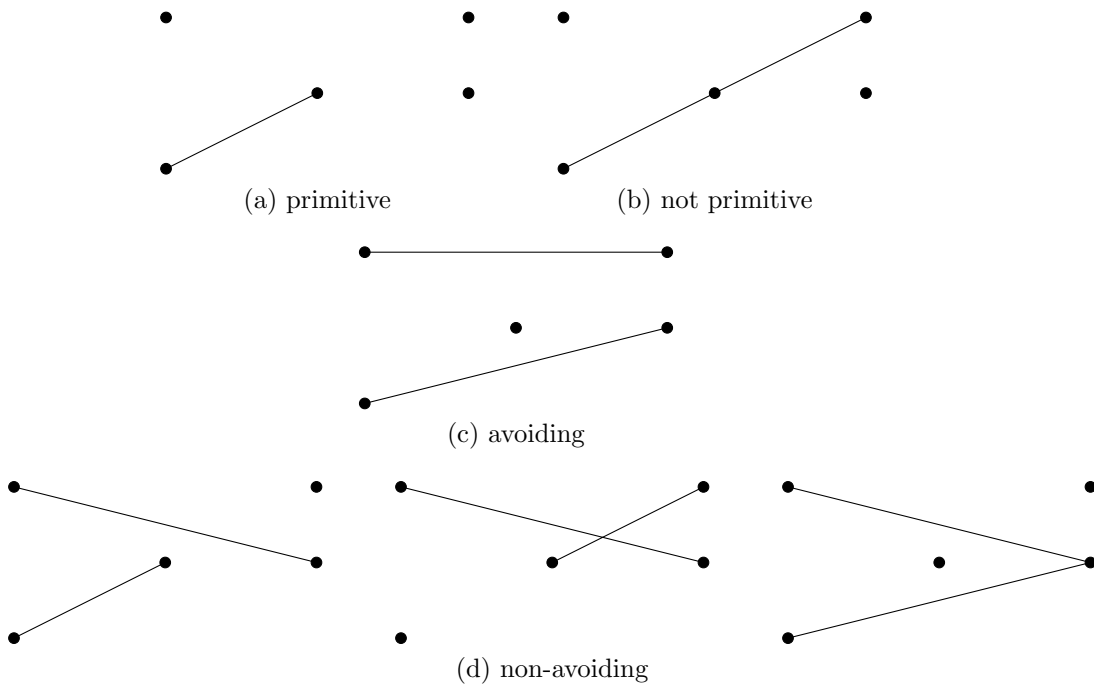 (a) primitive
(b) not primitive
(c) avoiding
(d) non-avoiding